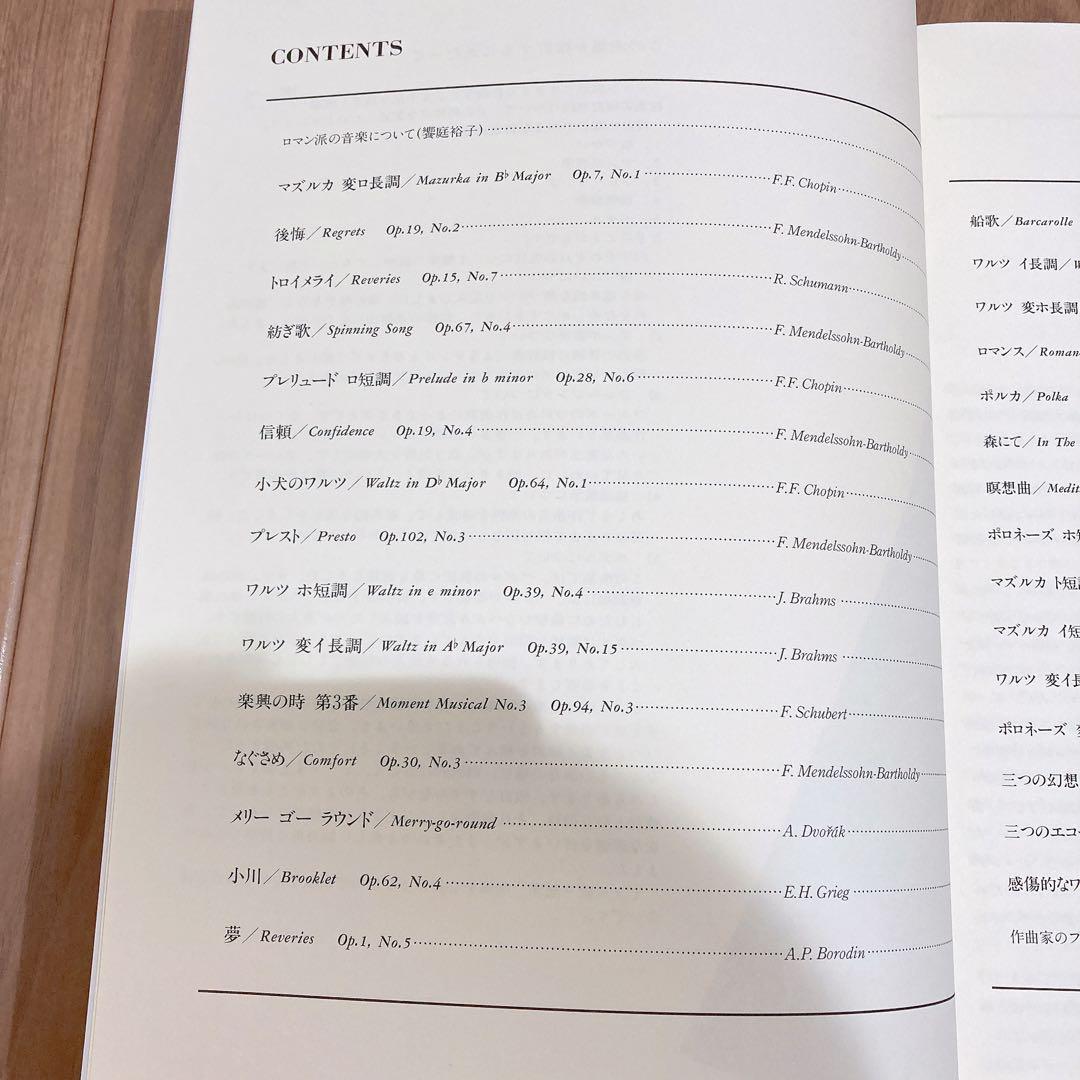 CONTENTS
ロマン派の音楽について(饗庭裕子)
マズルカ 変ロ長調/Mazurka in B♭ Major Op.7, No.1 F.F. Chopin
後悔/Regrets Op.19, No.2 F. Mendelssohn-Bartholdy
トロイメライ/Reveries Op.15, No.7 R. Schumann
紡ぎ歌/Spinning Song Op.67, No.4 F. Mendelssohn-Bartholdy
プレリュード ロ短調/Prelude in b minor Op.28, No.6 F.F. Chopin
信頼/Confidence Op.19, No.4 F. Mendelssohn-Bartholdy
小犬のワルツ/Waltz in D♭ Major Op.64, No.1 F.F. Chopin
プレスト/Presto Op.102, No.3 F. Mendelssohn-Bartholdy
ワルツ ホ短調/Waltz in e minor Op.39, No.4 J. Brahms
ワルツ 変イ長調/Waltz in A♭ Major Op.39, No.15 J. Brahms
楽興の時 第3番/Moment Musical No.3 Op.94, No.3 F. Schubert
なぐさめ/Comfort Op.30, No.3 F. Mendelssohn-Bartholdy
メリー ゴー ラウンド/Merry-go-round A. Dvořák
小川/Brooklet Op.62, No.4 E.H. Grieg
夢/Reveries Op.1, No.5 A.P. Borodin
船歌/Barcarolle
ワルツ イ長調/W
ワルツ 変ホ長調
ロマンス/Roman
ポルカ/Polka
森にて/In The
瞑想曲/Medit
ポロネーズ ホ短
マズルカ ト短
マズルカ イ短
ワルツ 変イ
ポロネーズ 変
三つの幻想
三つのエコ
感傷的なワ
作曲家のフ